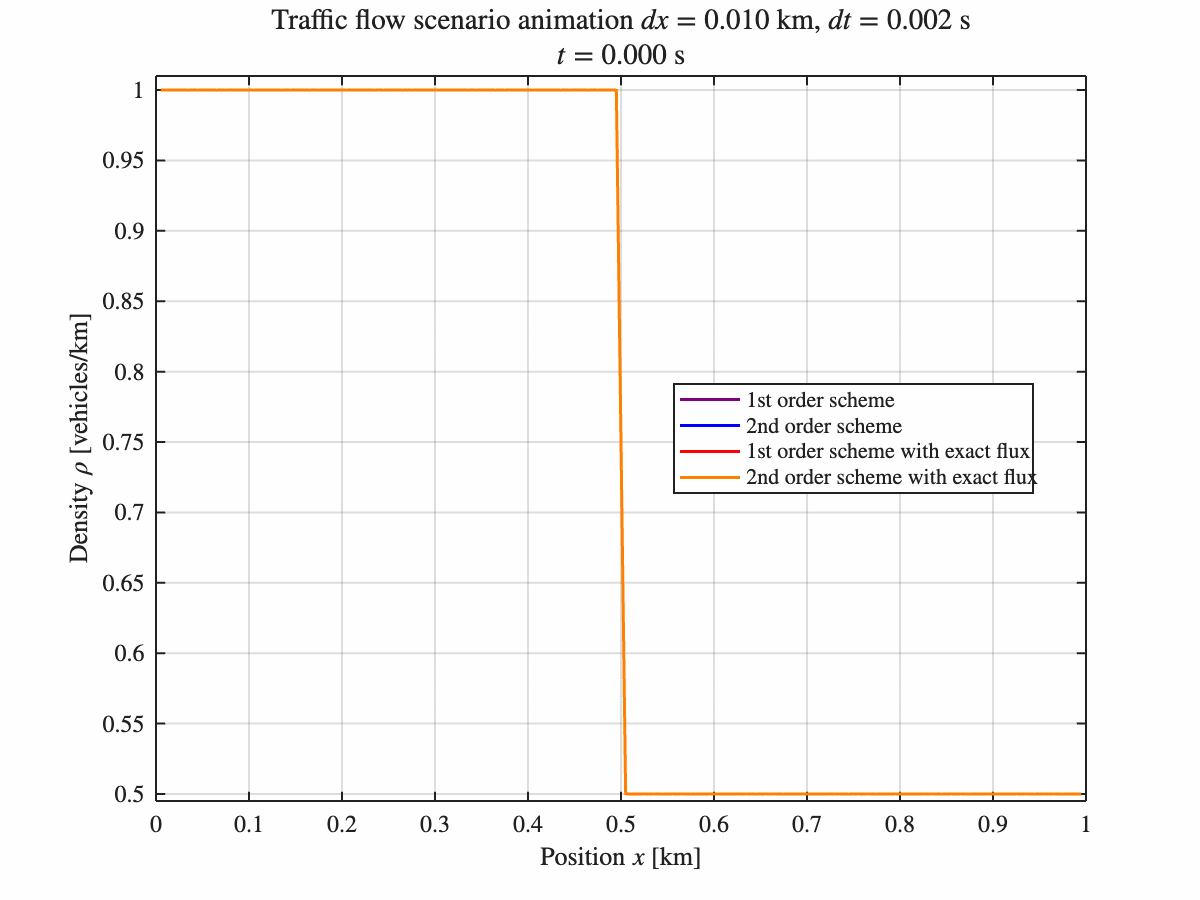 Traffic flow scenario animation dx = 0.010 km, dt = 0.002 s
t = 0.000 s
1
0.95
0.9
0.85
0.8
0.75
0.7
0.65
0.6
0.55
0.5
Density ρ [vehicles/km]
1st order scheme
2nd order scheme
1st order scheme with exact flux
2nd order scheme with exact flux
0 0.1 0.2 0.3 0.4 0.5 0.6 0.7 0.8 0.9 1
Position x [km]